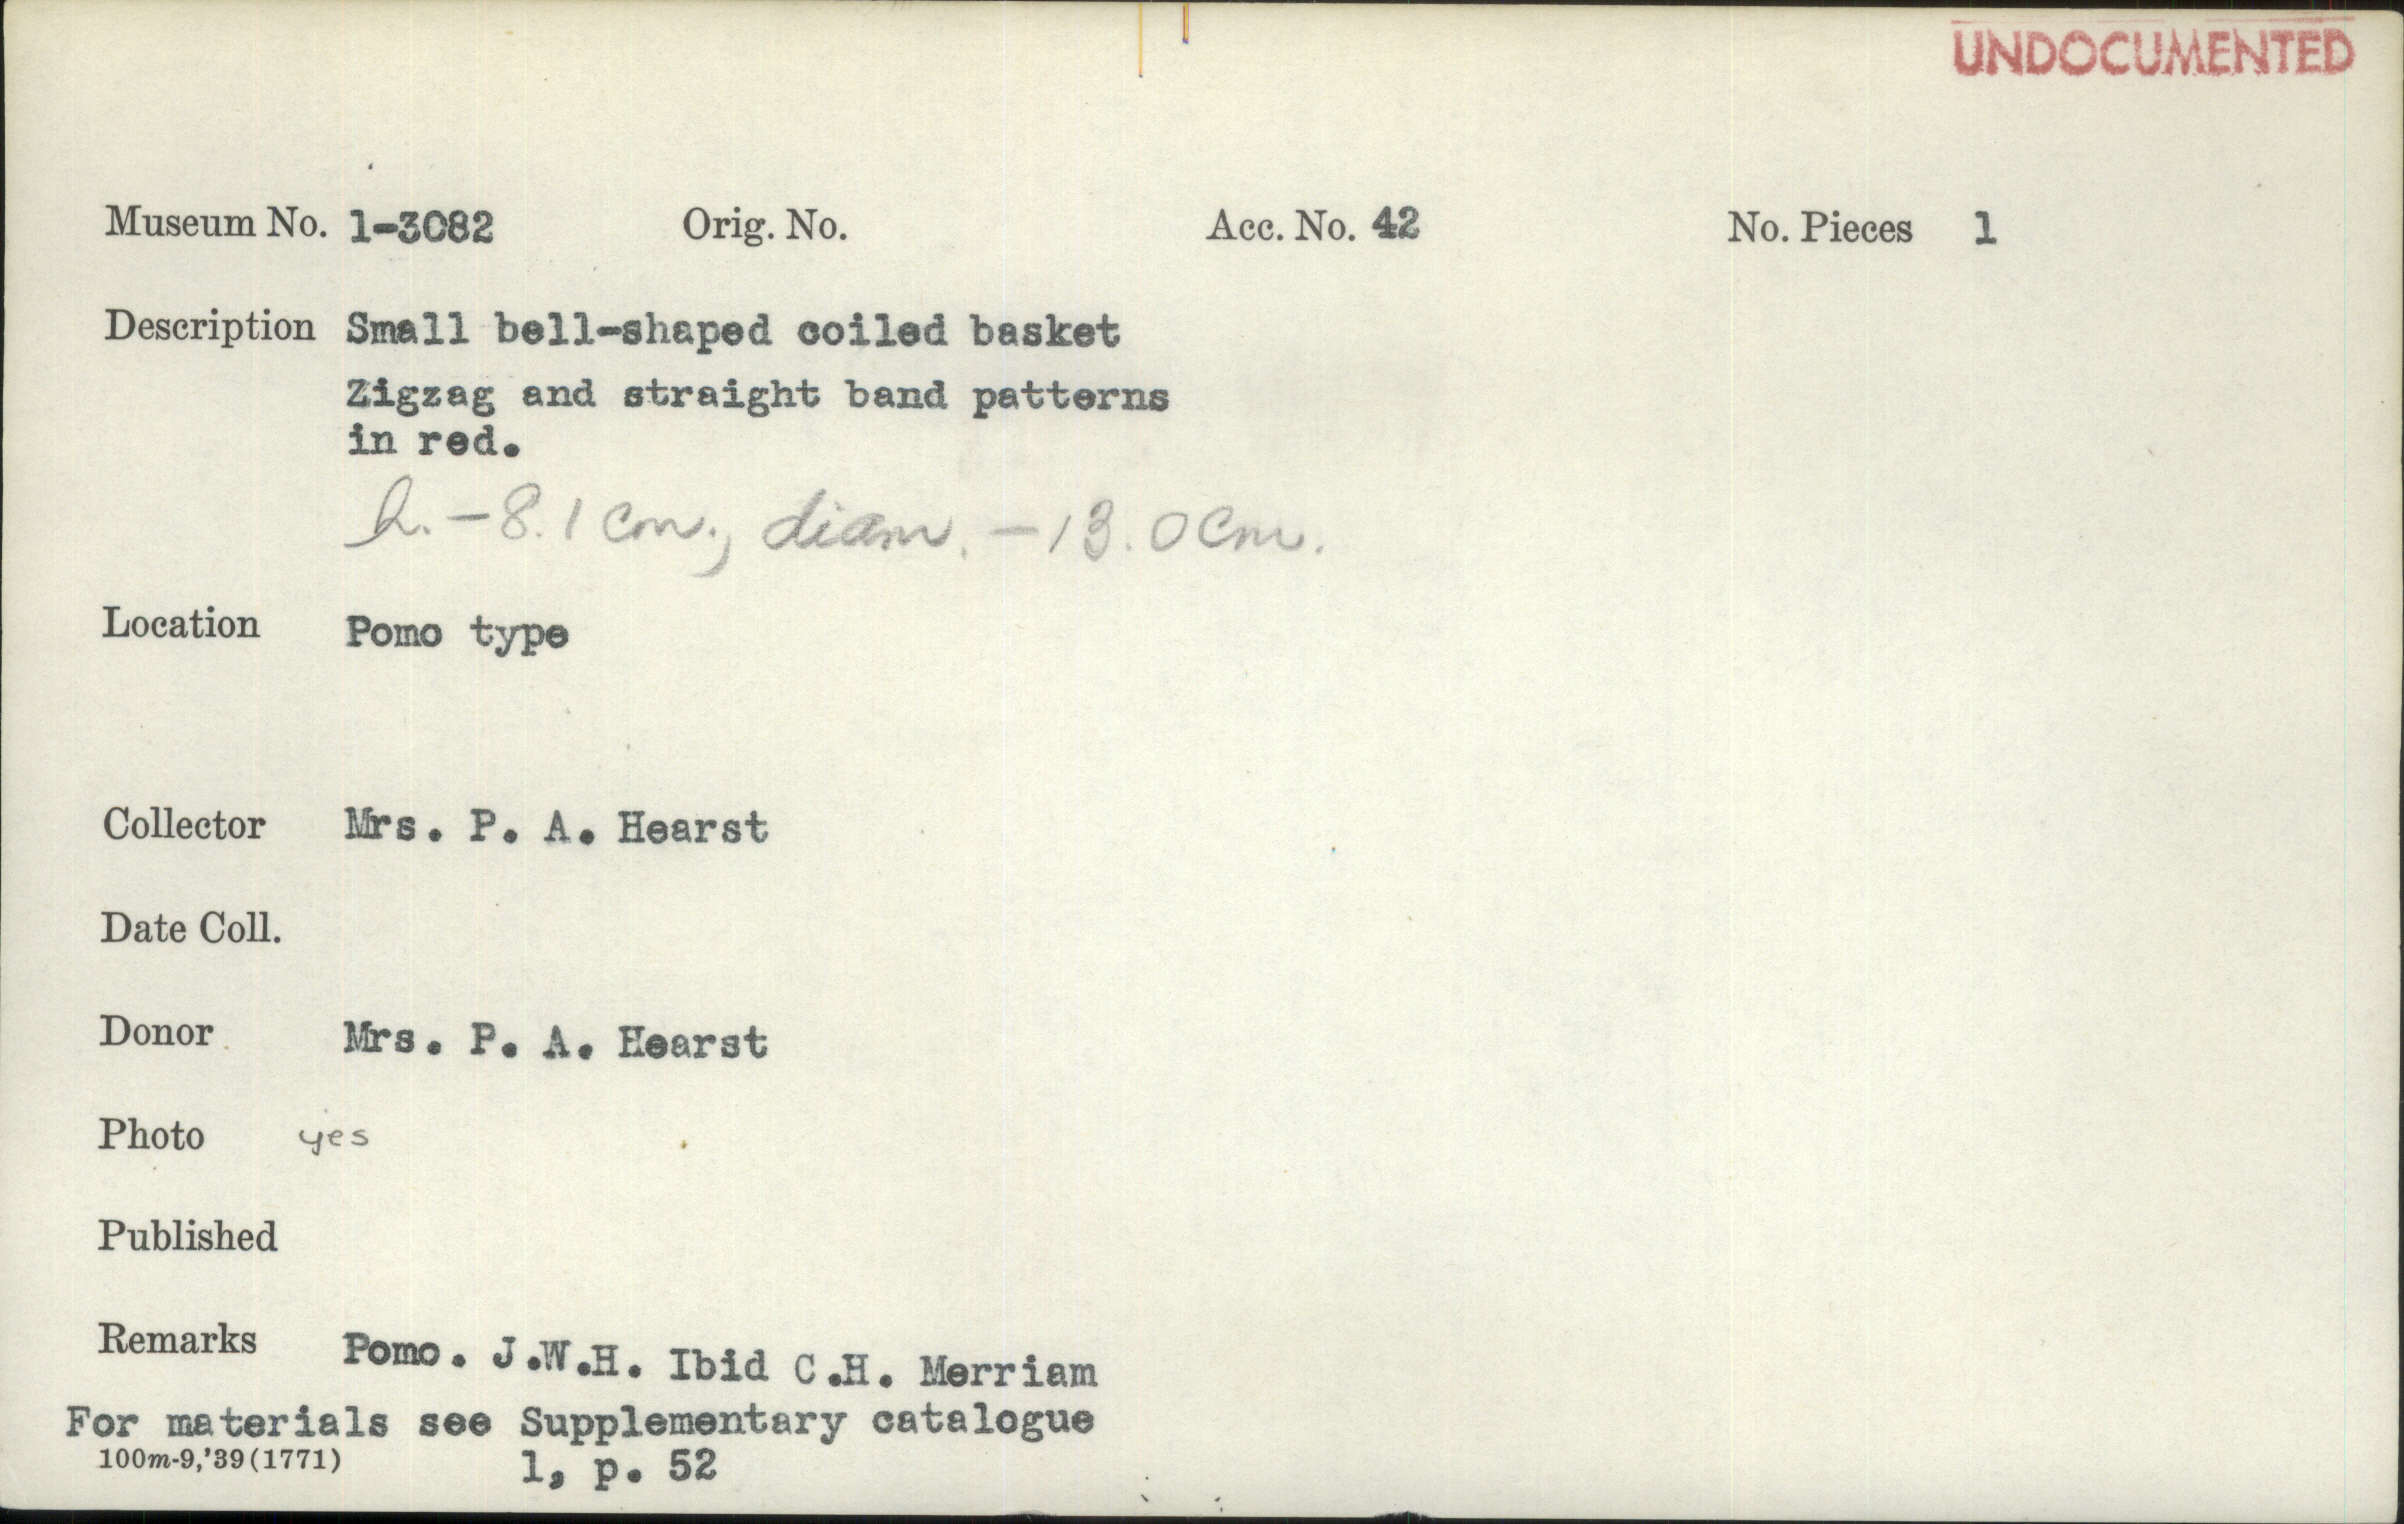 UNDOCUMENTED
Museum No. 1-3082 Orig. No. Acc. No. 42 No. Pieces 1
Description Small bell-shaped coiled basket
Zigzag and straight band patterns
in red.
h. - 8.1 cm., diam. - 13.0 cm.
Location Pomo type
Collector Mrs. P. A. Hearst
Date Coll.
Donor Mrs. P. A. Hearst
Photo yes
Published
Remarks Pomo. J.W.H. Ibid C.H. Merriam
For materials see Supplementary catalogue
100m-9,'39(1771) 1, p. 52